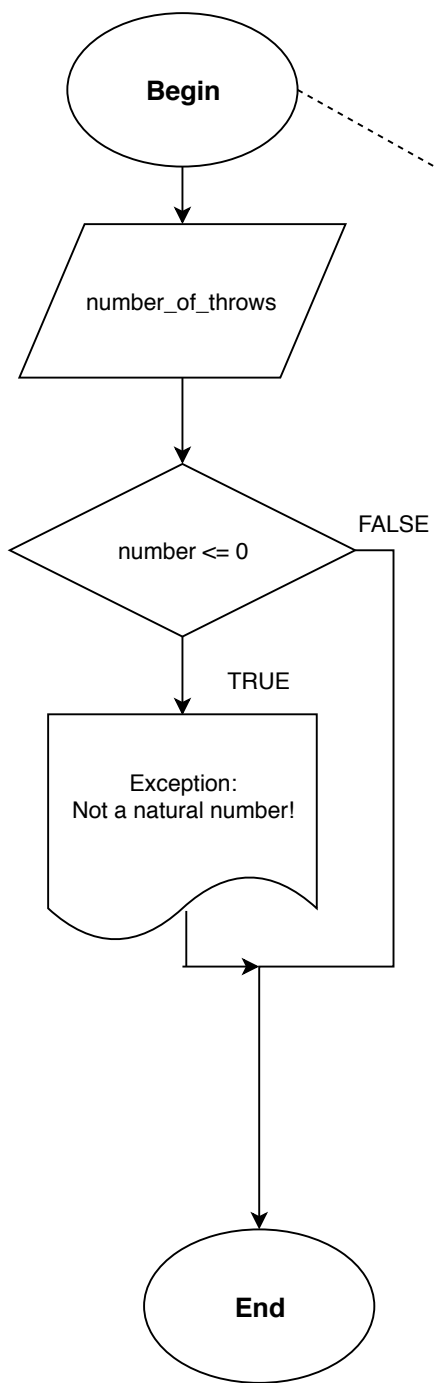 Begin
number_of_throws
number <= 0
FALSE
TRUE
Exception:
Not a natural number!
End